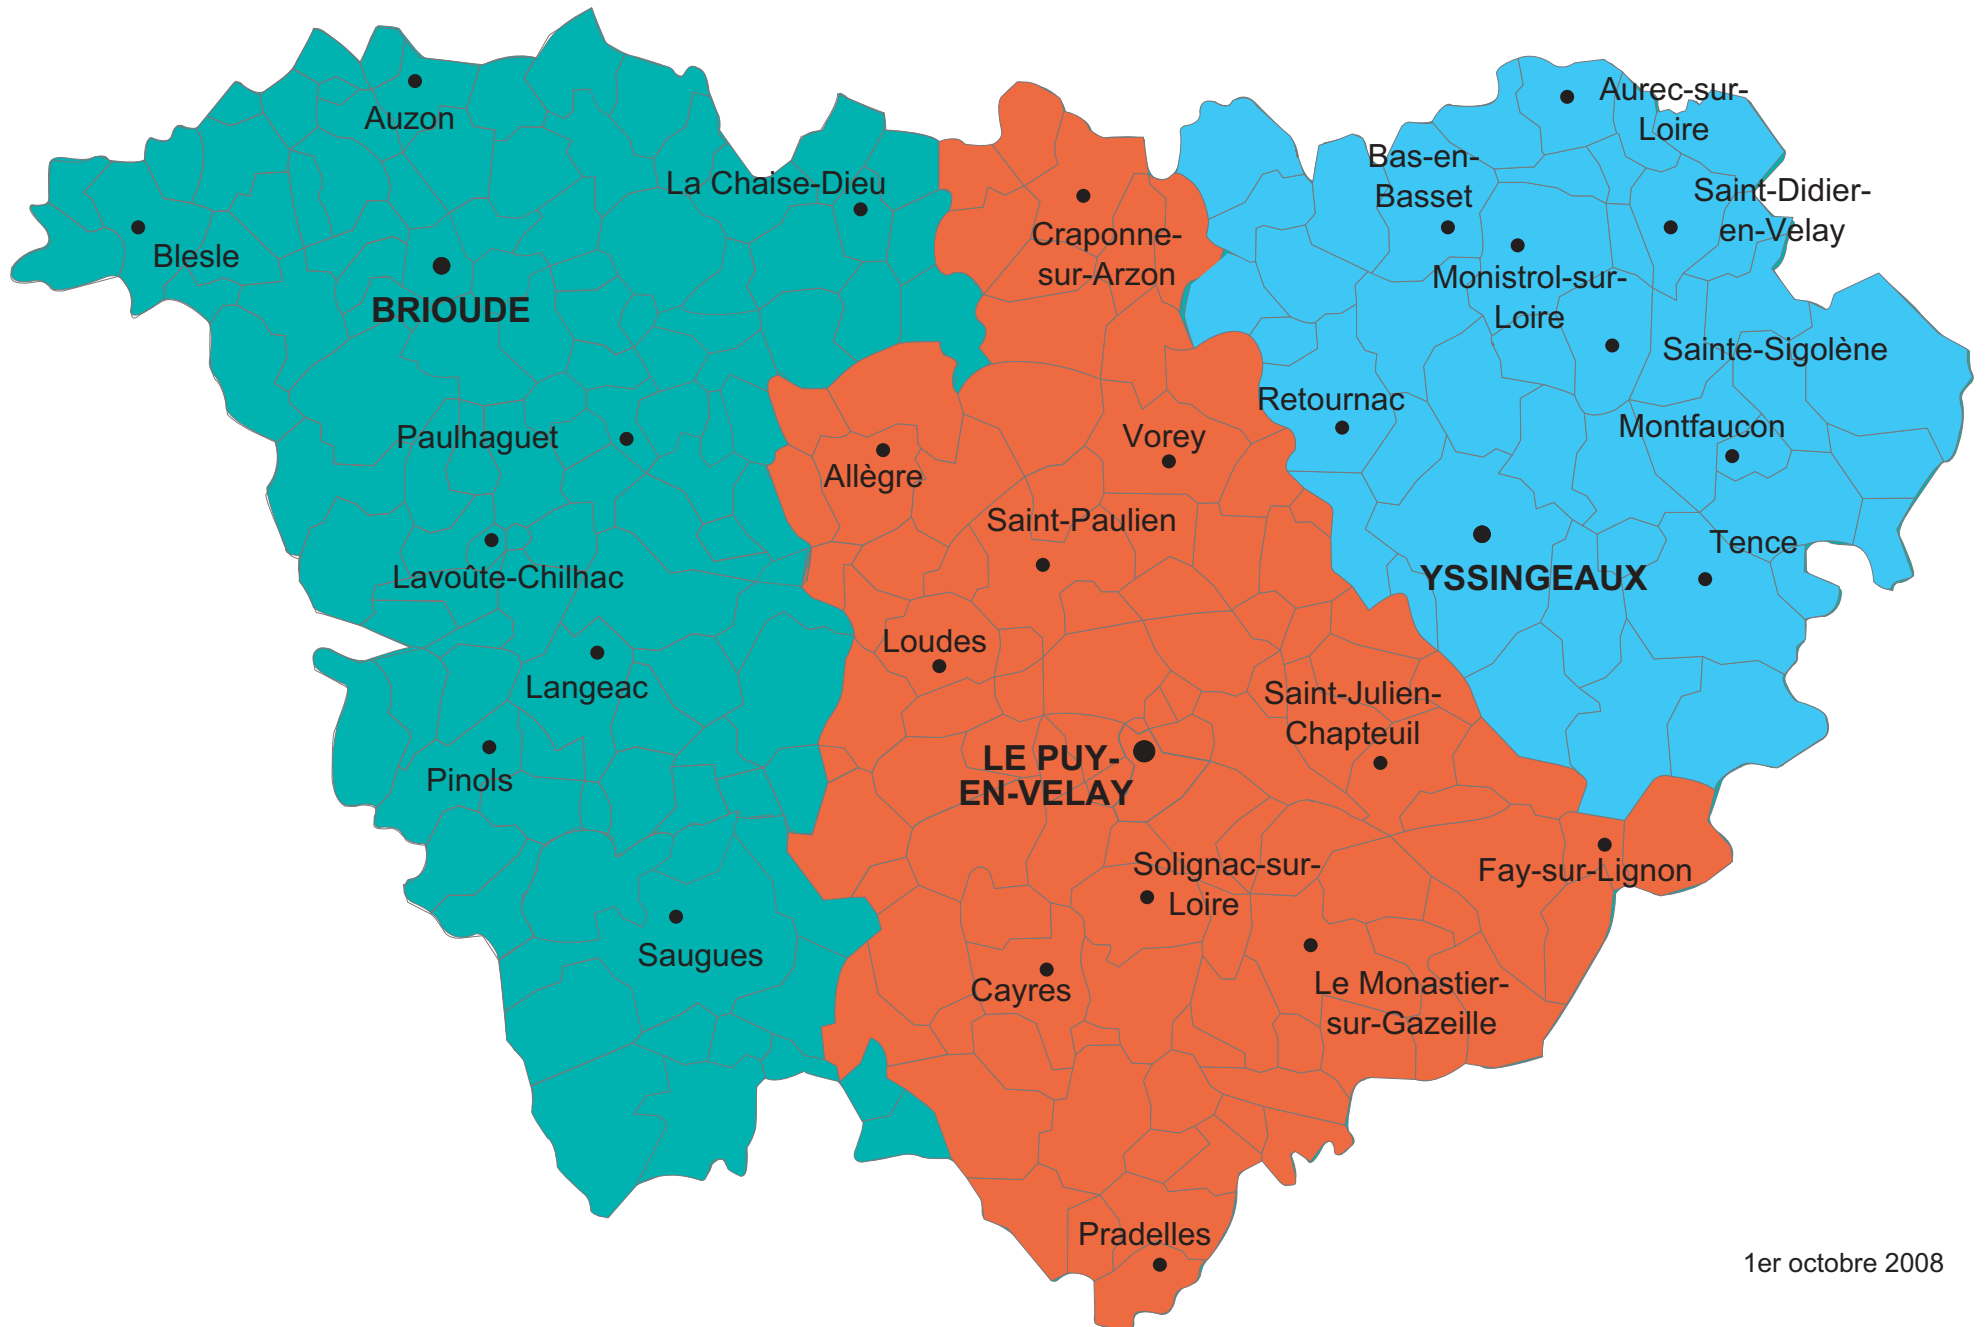 Auzon
La Chaise-Dieu
Blesle
BRIOUDE
Paulhaguet
Lavoûte-Chilhac
Langeac
Pinols
Saugues
Craponne-
sur-Arzon
Allègre
Vorey
Saint-Paulien
Loudes
LE PUY-
EN-VELAY
Saint-Julien-
Chapteuil
Solignac-sur-
Loire
Fay-sur-Lignon
Cayres
Le Monastier-
sur-Gazeille
Pradelles
Aurec-sur-
Loire
Bas-en-
Basset
Saint-Didier-
en-Velay
Monistrol-sur-
Loire
Sainte-Sigolène
Retournac
Montfaucon
Tence
YSSINGEAUX
1er octobre 2008